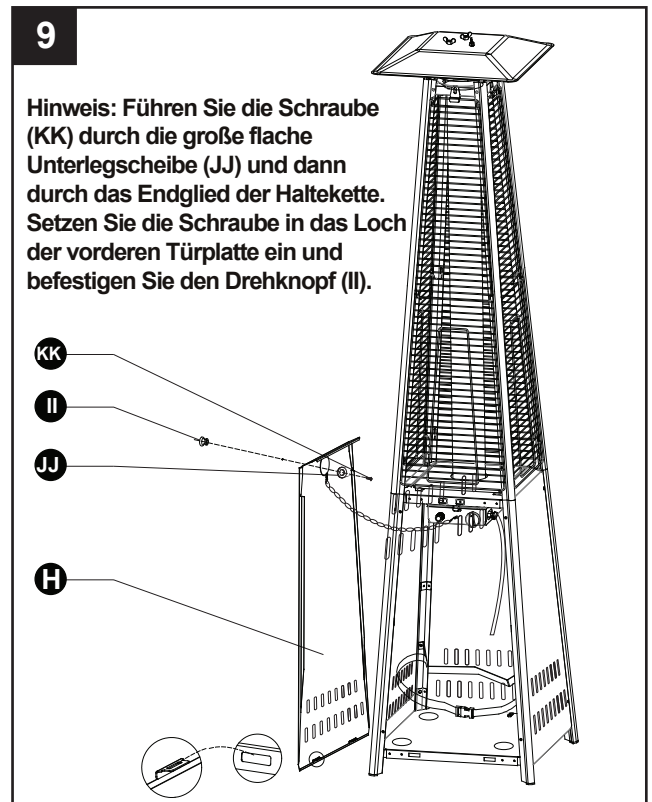 9
Hinweis: Führen Sie die Schraube
(KK) durch die große flache
Unterlegscheibe (JJ) und dann
durch das Endglied der Haltekette.
Setzen Sie die Schraube in das Loch
der vorderen Türplatte ein und
befestigen Sie den Drehknopf (II).
KK
II
JJ
H